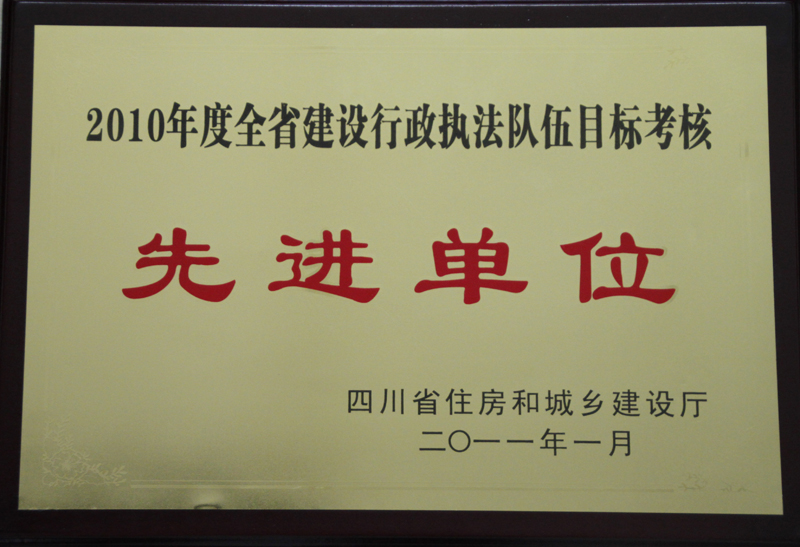 2010年度全省建设行政执法队伍目标考核
先进单位
四川省住房和城乡建设厅
二〇一一年一月